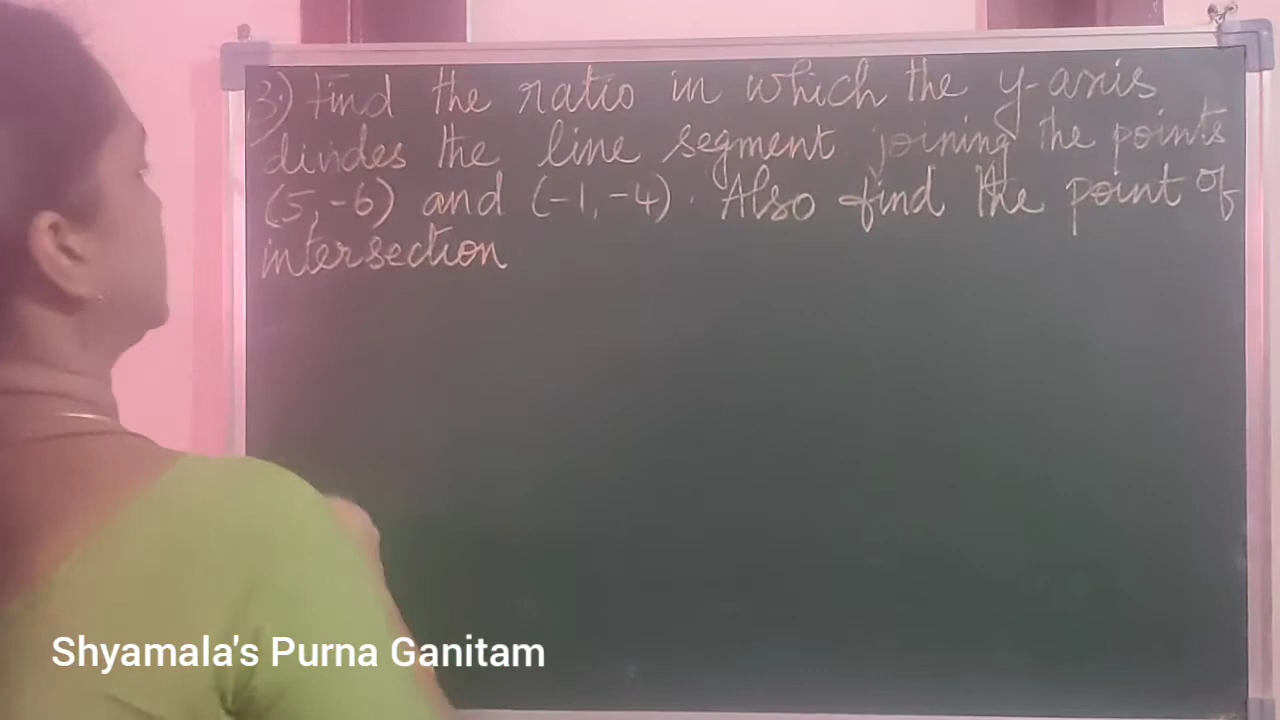 3) Find the ratio in which the y-axis
divides the line segment joining the points
(5,-6) and (-1,-4). Also find the point of
intersection
Shyamala's Purna Ganitam